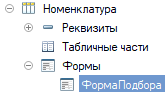 Номенклатура
Реквизиты
Табличные части
Формы
ФормаПодбора